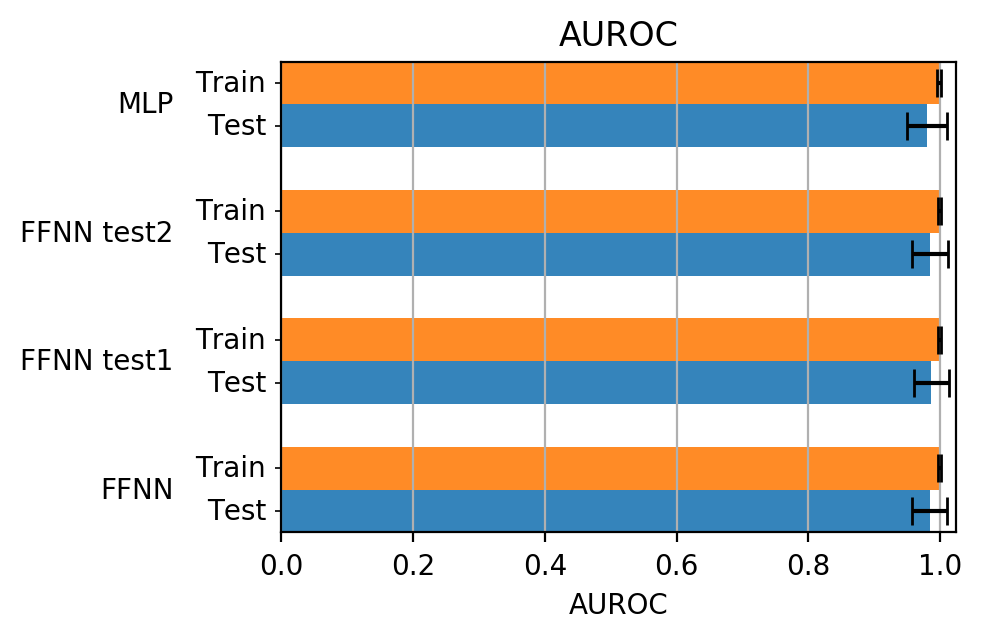 AUROC
MLP
Train
Test
FFNN test2
Train
Test
FFNN test1
Train
Test
FFNN
Train
Test
0.0 0.2 0.4 0.6 0.8 1.0
AUROC